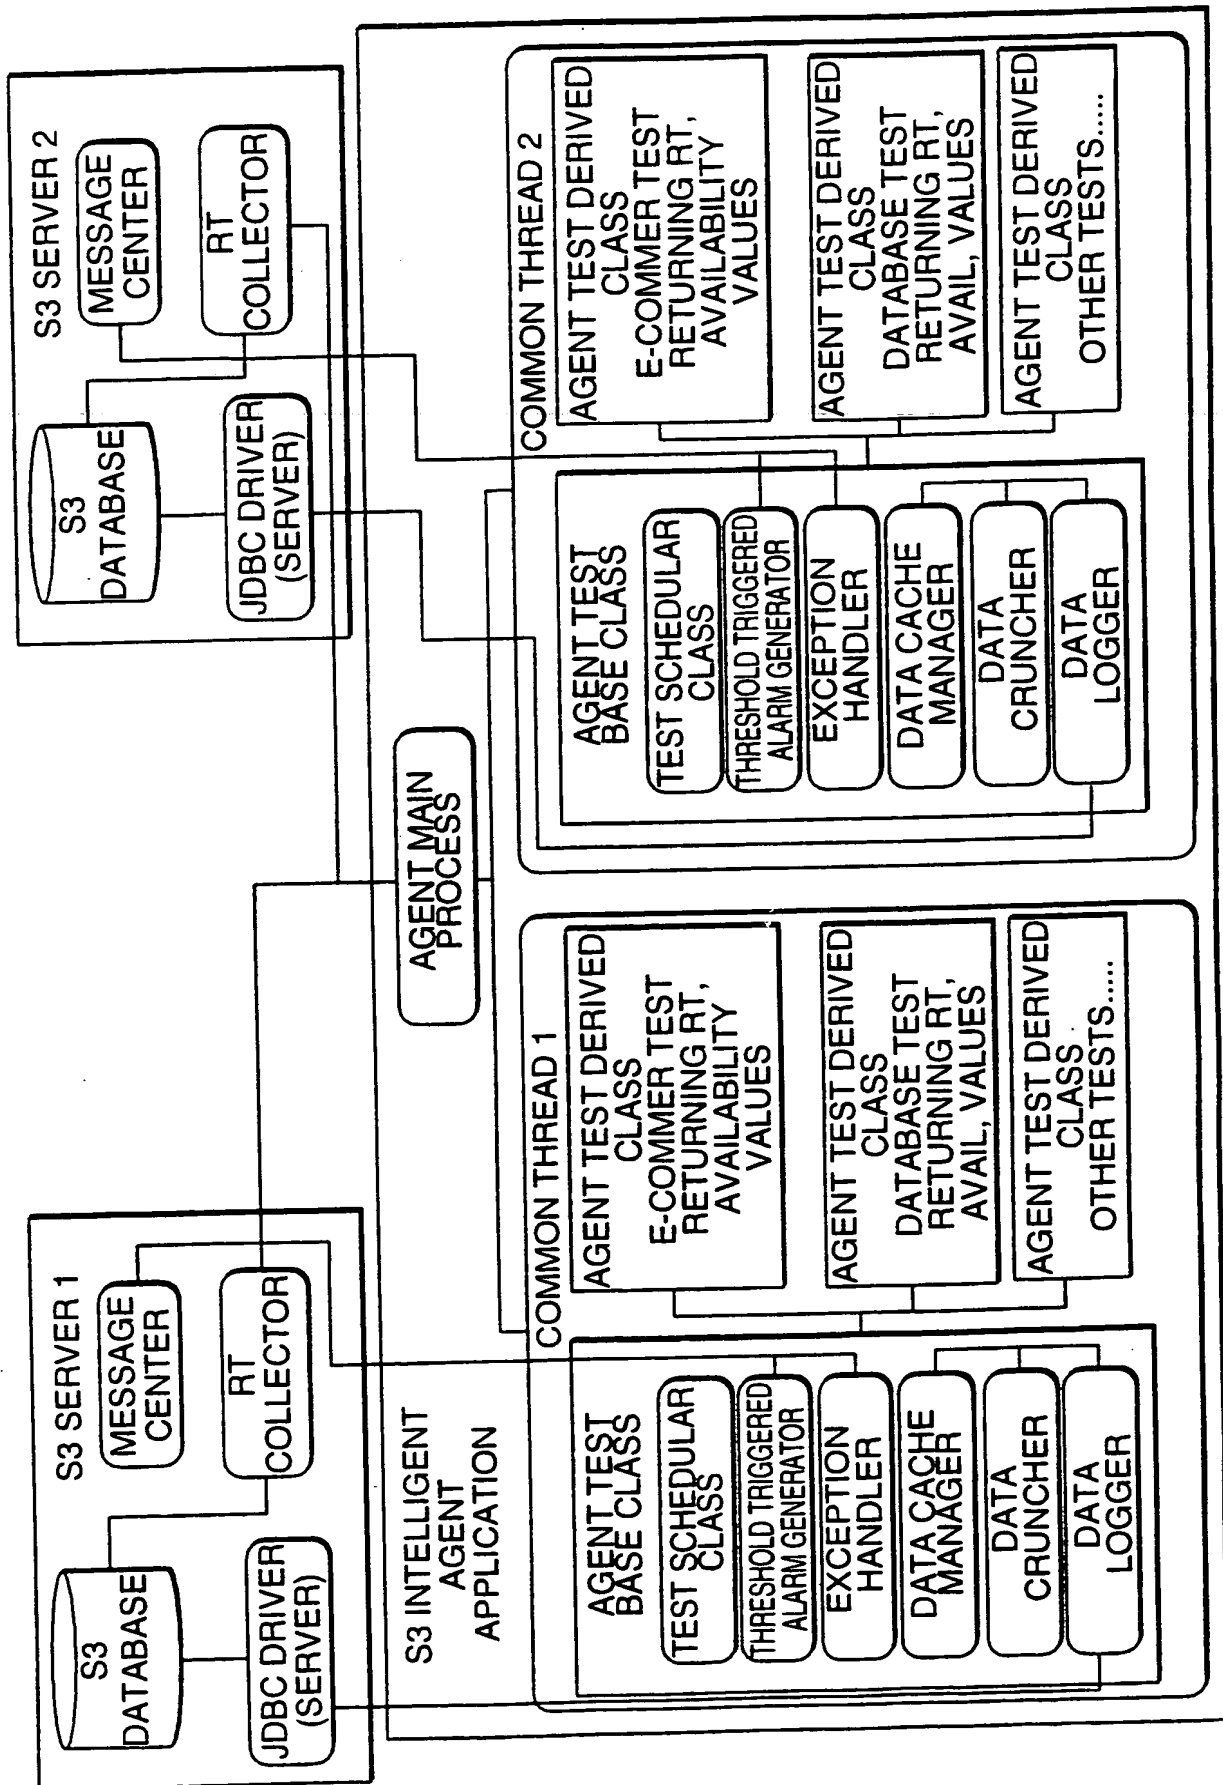 S3 SERVER 1
MESSAGE
CENTER
S3
DATABASE
RT
COLLECTOR
JDBC DRIVER
(SERVER)
S3 SERVER 2
MESSAGE
CENTER
S3
DATABASE
RT
COLLECTOR
JDBC DRIVER
(SERVER)
S3 INTELLIGENT
AGENT
APPLICATION
AGENT MAIN
PROCESS
COMMON THREAD 1
AGENT TEST
BASE CLASS
TEST SCHEDULAR
CLASS
THRESHOLD TRIGGERED
ALARM GENERATOR
EXCEPTION
HANDLER
DATA CACHE
MANAGER
DATA
CRUNCHER
DATA
LOGGER
AGENT TEST DERIVED
CLASS
E-COMMER TEST
RETURNING RT,
AVAILABILITY
VALUES
AGENT TEST DERIVED
CLASS
DATABASE TEST
RETURNING RT,
AVAIL, VALUES
AGENT TEST DERIVED
CLASS
OTHER TESTS.....
COMMON THREAD 2
AGENT TEST
BASE CLASS
TEST SCHEDULAR
CLASS
THRESHOLD TRIGGERED
ALARM GENERATOR
EXCEPTION
HANDLER
DATA CACHE
MANAGER
DATA
CRUNCHER
DATA
LOGGER
AGENT TEST DERIVED
CLASS
E-COMMER TEST
RETURNING RT,
AVAILABILITY
VALUES
AGENT TEST DERIVED
CLASS
DATABASE TEST
RETURNING RT,
AVAIL, VALUES
AGENT TEST DERIVED
CLASS
OTHER TESTS.....